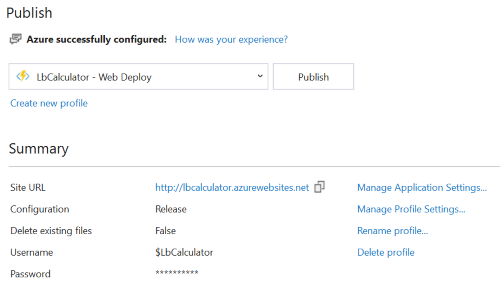 Publish
Azure successfully configured: How was your experience?
LbCalculator - Web Deploy Publish
Create new profile
Summary
Site URL http://lbcalculator.azurewebsites.net Manage Application Settings...
Configuration Release Manage Profile Settings...
Delete existing files False Rename profile...
Username $LbCalculator Delete profile
Password **********